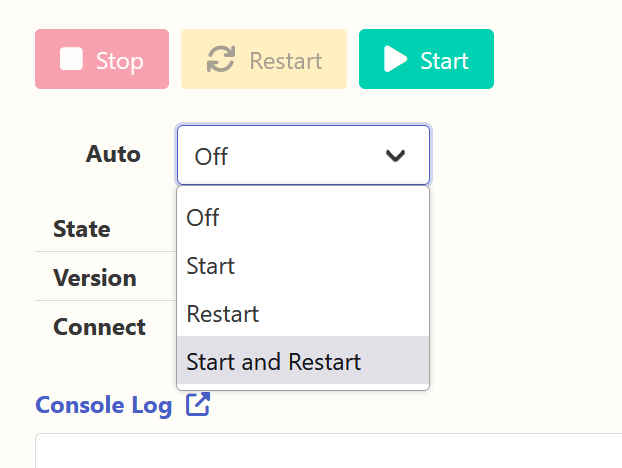 Stop Restart Start
Auto Off
Off
State
Start
Version
Restart
Connect
Start and Restart
Console Log